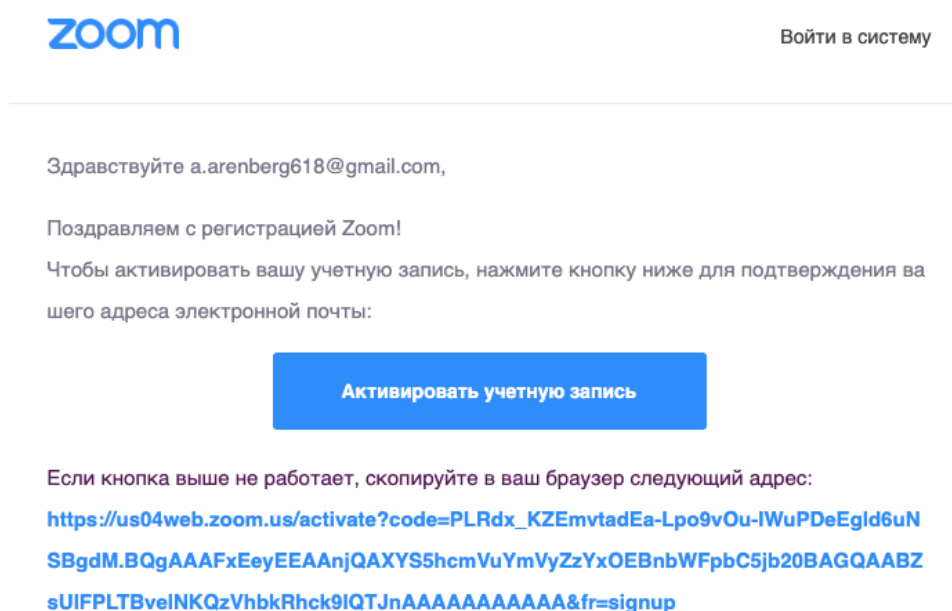 zoom
Войти в систему
Здравствуйте a.arenberg618@gmail.com,
Поздравляем с регистрацией Zoom!
Чтобы активировать вашу учетную запись, нажмите кнопку ниже для подтверждения ва
шего адреса электронной почты:
Активировать учетную запись
Если кнопка выше не работает, скопируйте в ваш браузер следующий адрес:
https://us04web.zoom.us/activate?code=PLRdx_KZEmvtadEa-Lpo9vOu-IWuPDeEgId6uN
SBgdM.BQgAAAFxEeyEEAAnjQAXYS5hcmVuYmVyZzYxOEBnbWFpbC5jb20BAGQAABZ
sUlFPLTBvelNKQzVhbkRhck9IQTJnAAAAAAAAAAA&fr=signup